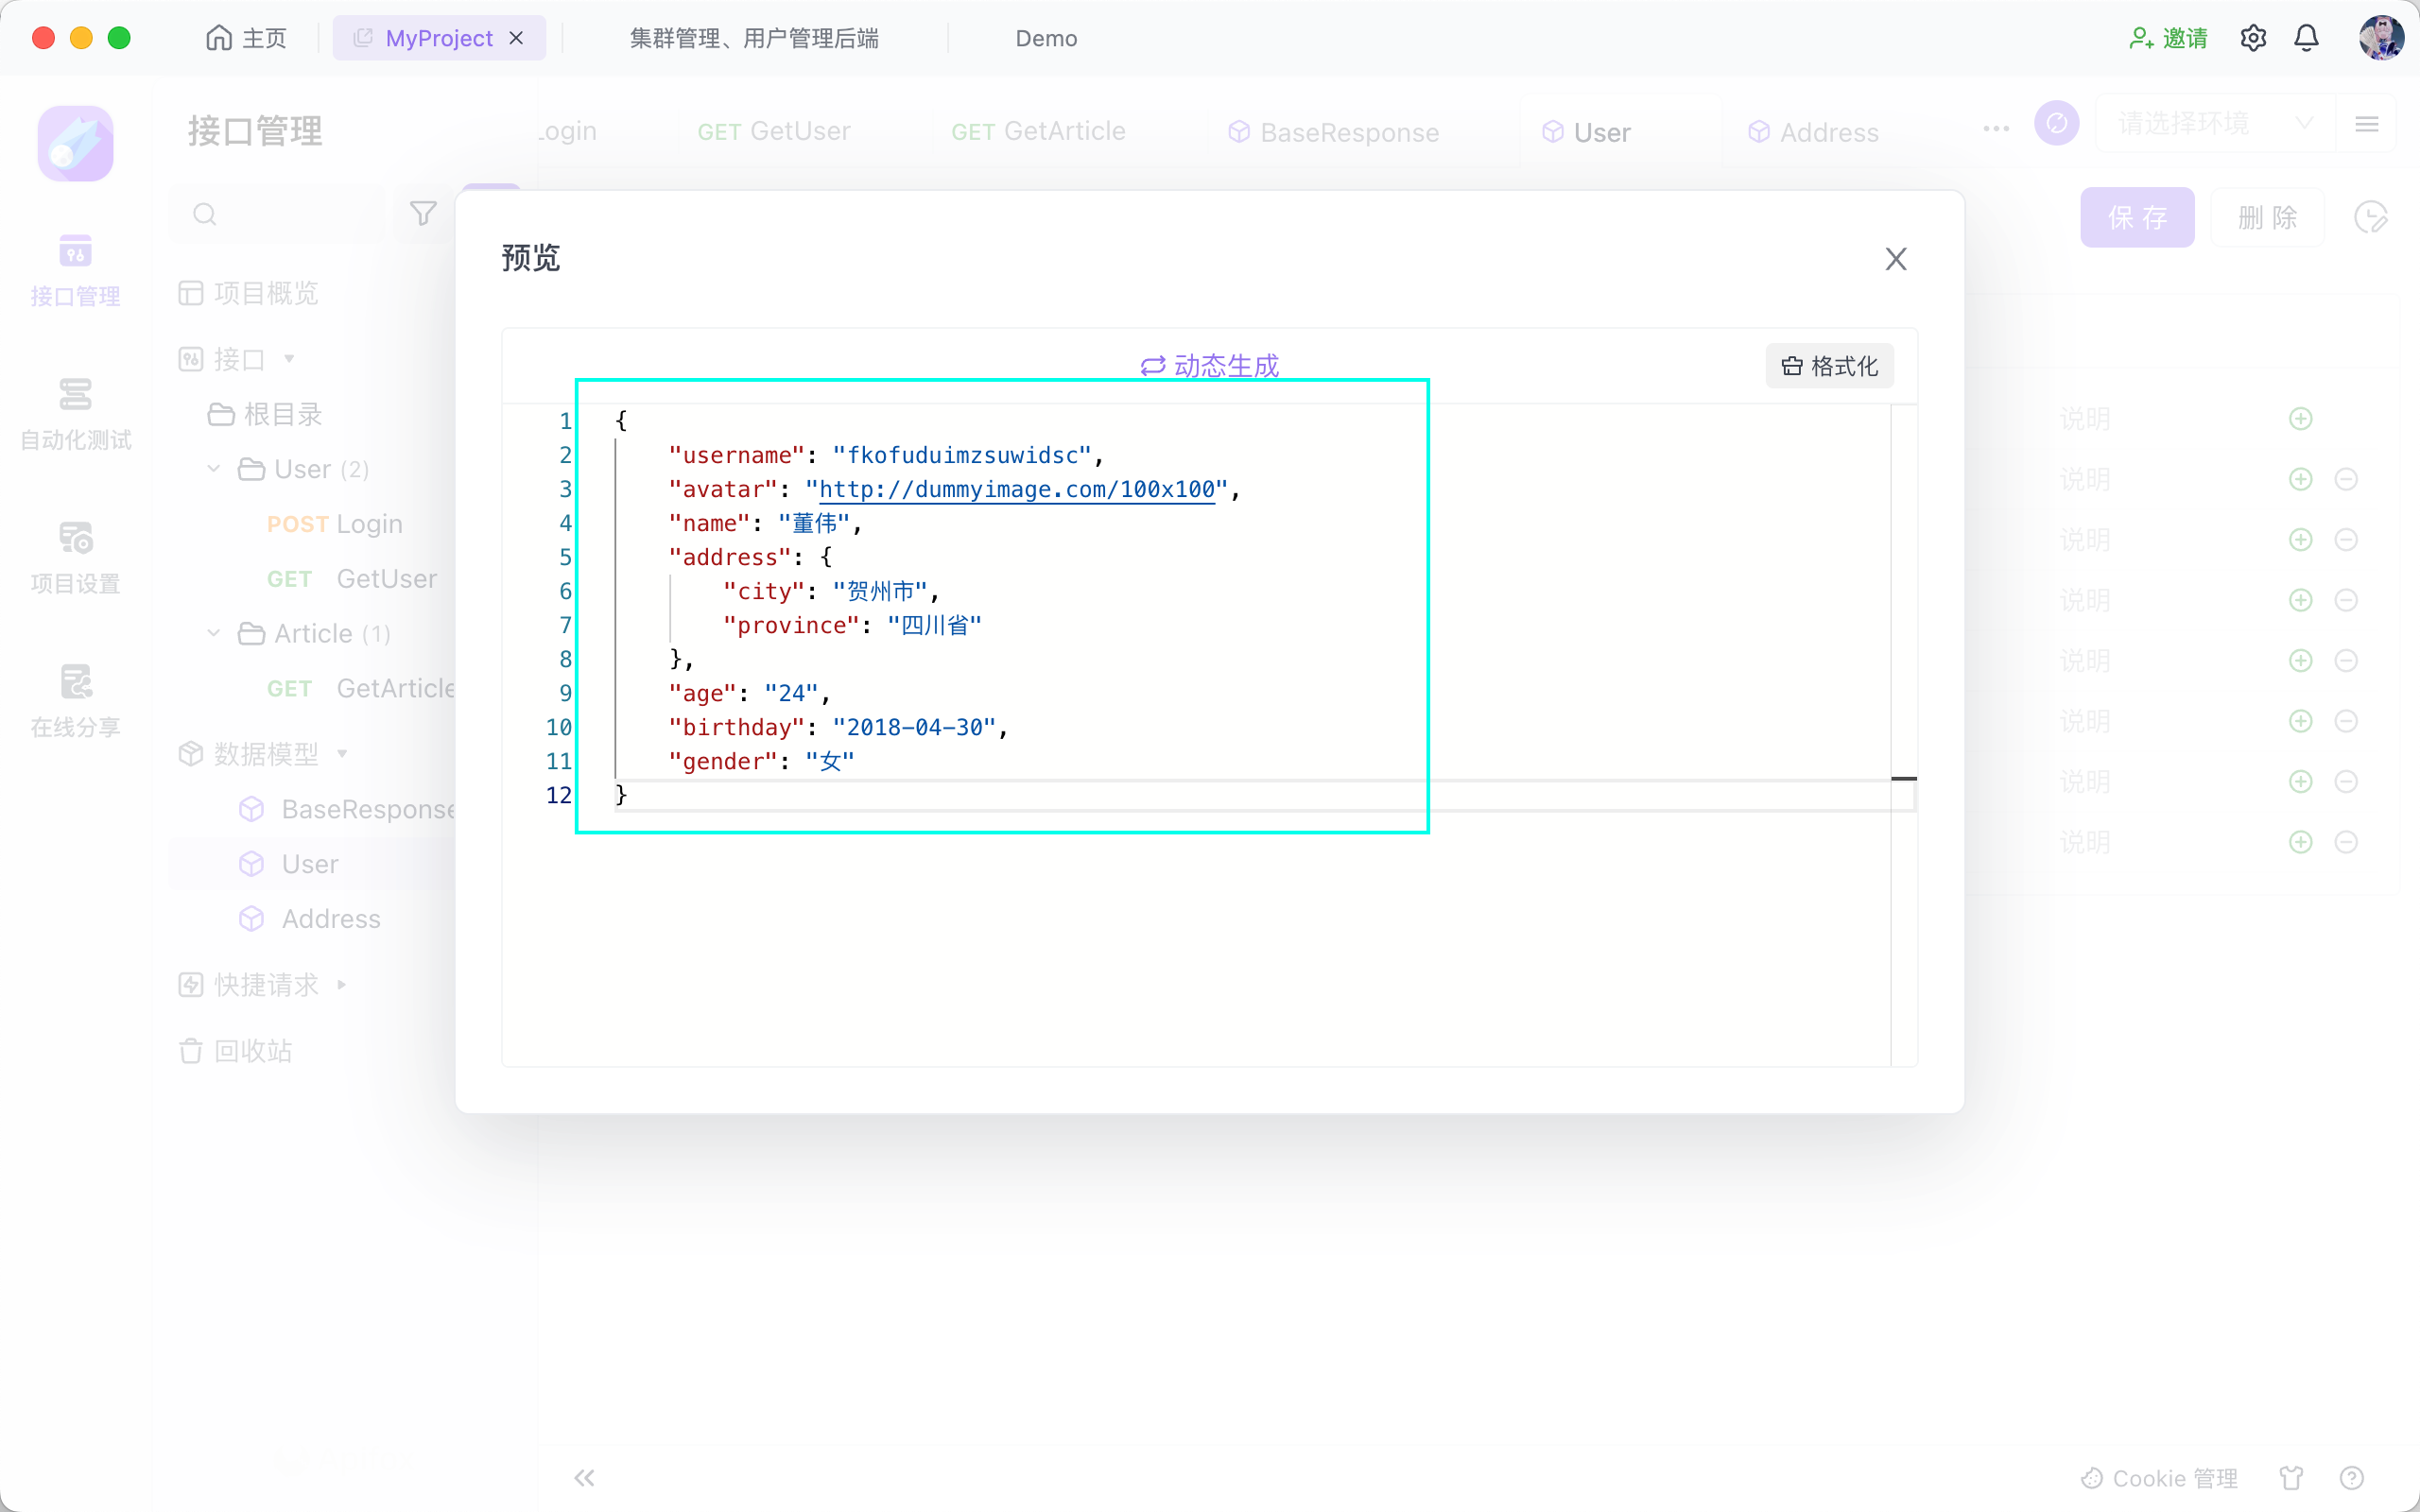 主页
MyProject
集群管理、用户管理后端
Demo
邀请
接口管理
Login
GET GetUser
GET GetArticle
BaseResponse
User
Address
请选择环境
保 存
删 除
接口管理
自动化测试
项目设置
在线分享
项目概览
接口
根目录
User (2)
POST Login
GET GetUser
Article (1)
GET GetArticle
数据模型
BaseResponse
User
Address
快捷请求
回收站
预览
动态生成
格式化
1 {
2 "username": "fkofuduimzsuwidsc",
3 "avatar": "http://dummyimage.com/100x100",
4 "name": "董伟",
5 "address": {
6 "city": "贺州市",
7 "province": "四川省"
8 },
9 "age": "24",
10 "birthday": "2018-04-30",
11 "gender": "女"
12 }
说明
说明
说明
说明
说明
说明
说明
说明
Cookie 管理